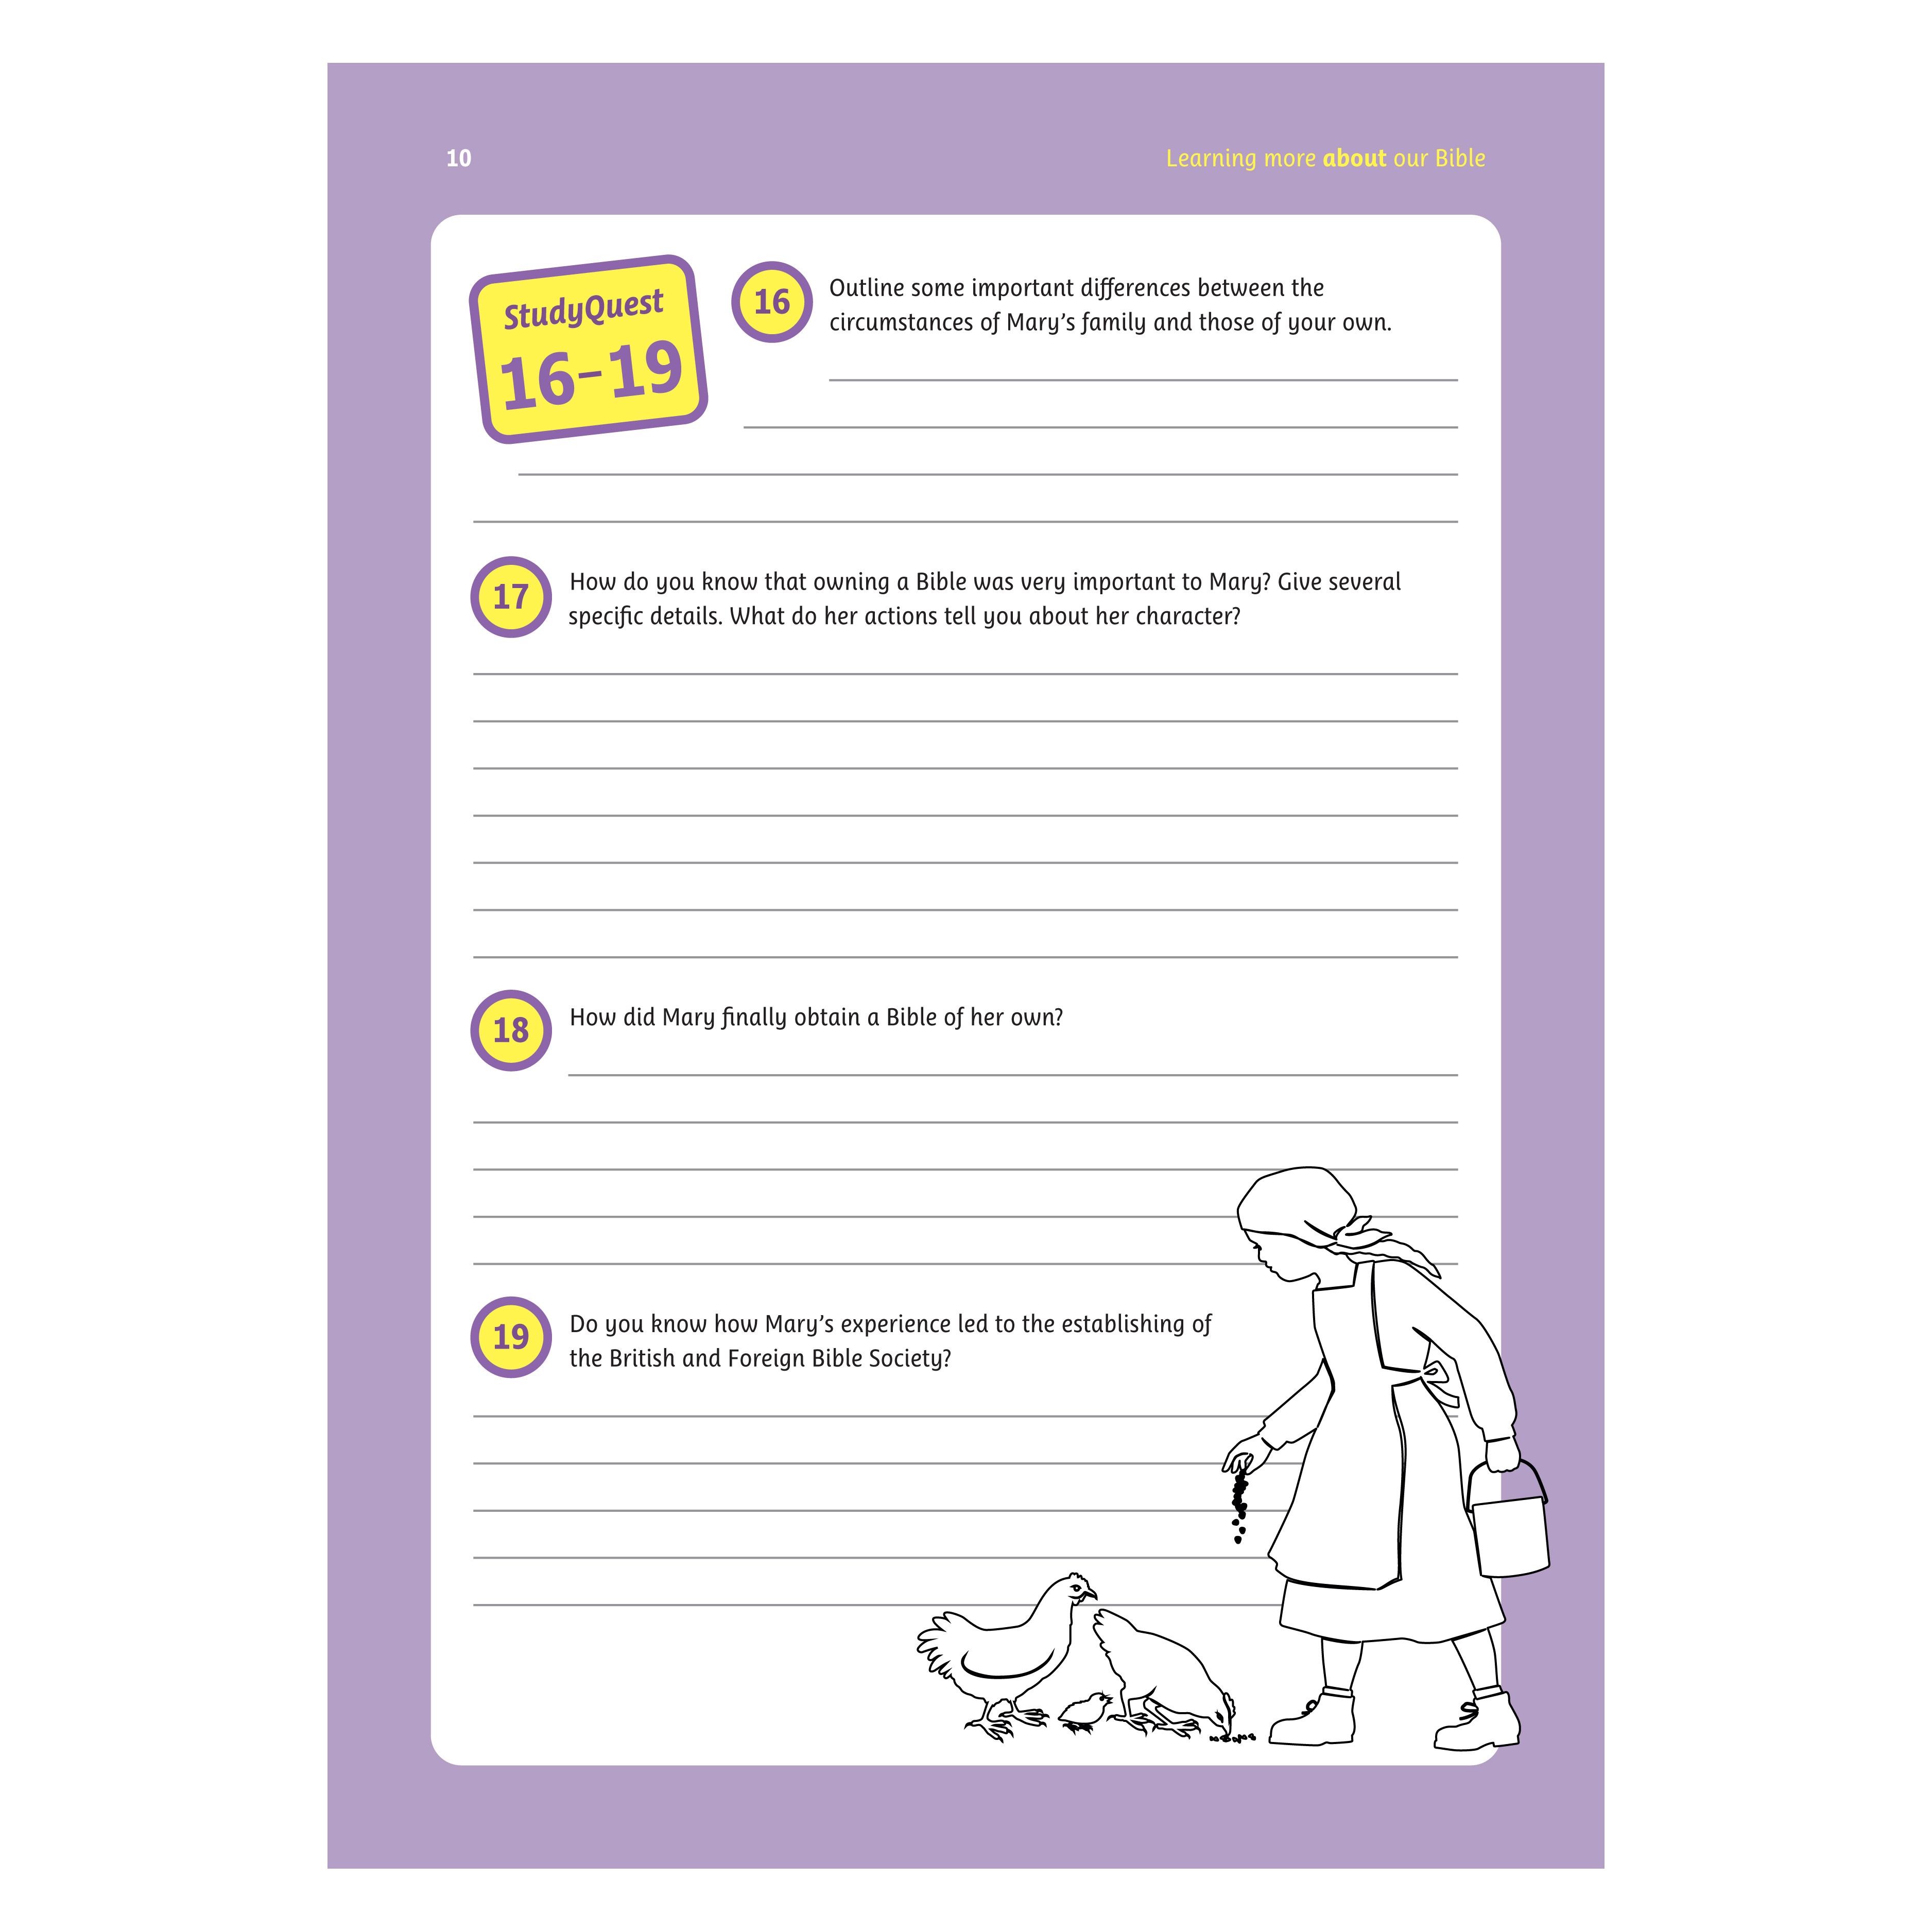 10
Learning more about our Bible
StudyQuest
16–19
16
Outline some important differences between the
circumstances of Mary’s family and those of your own.
17
How do you know that owning a Bible was very important to Mary? Give several
specific details. What do her actions tell you about her character?
18
How did Mary finally obtain a Bible of her own?
19
Do you know how Mary’s experience led to the establishing of
the British and Foreign Bible Society?